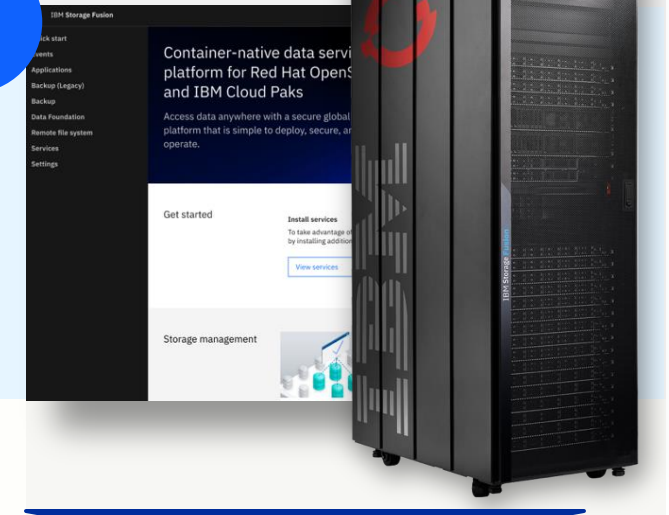 IBM Storage Fusion
ck start
vents
Applications
Backup (Legacy)
Backup
Data Foundation
Remote file system
Services
Settings
Container-native data servi
platform for Red Hat OpenS
and IBM Cloud Paks
Access data anywhere with a secure global
platform that is simple to deploy, secure, an
operate.
Get started
Install services
To take advantage of
by installing addition
View services
Storage management
IBM
IBM Storage Fusion